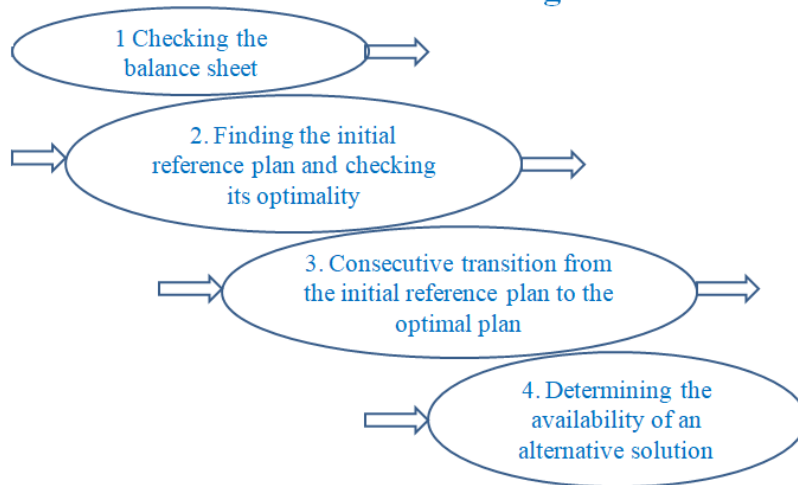 1 Checking the
balance sheet
2. Finding the initial
reference plan and checking
its optimality
3. Consecutive transition from
the initial reference plan to the
optimal plan
4. Determining the
availability of an
alternative solution